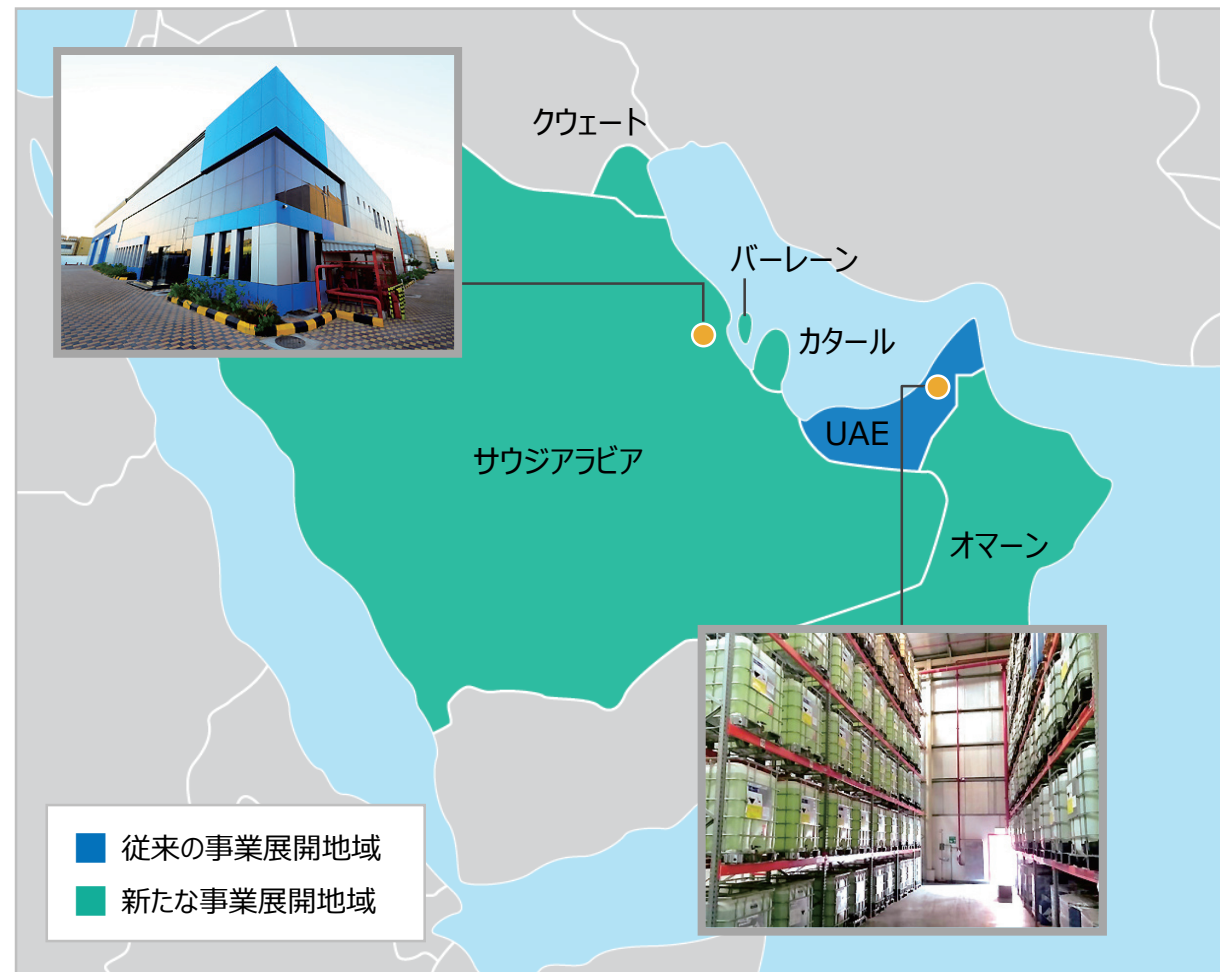 クウェート
バーレーン
カタール
UAE
サウジアラビア
オマーン
従来の事業展開地域
新たな事業展開地域